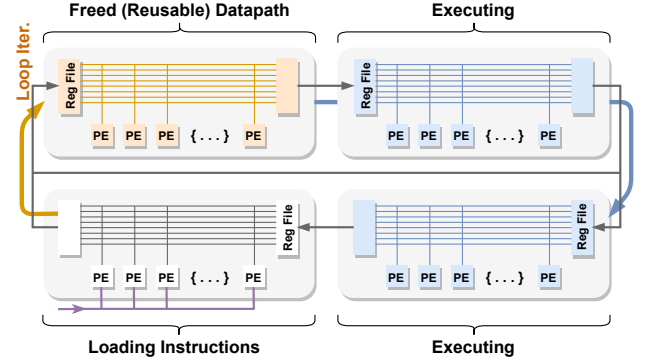 Freed (Reusable) Datapath
Executing
Loop Iter.
Reg File
Reg File
PE PE PE {...} PE
PE PE PE {...} PE
Reg File
Reg File
PE PE PE {...} PE
PE PE PE {...} PE
Loading Instructions
Executing